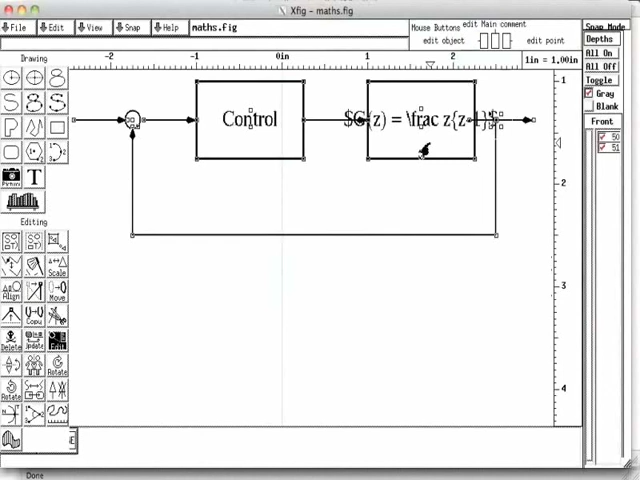 Xfig - maths.fig
File Edit View Snap Help maths.fig
Mouse Buttons edit Main comment
edit object edit point
Snap Mode
Drawing
-2 -1 0in 1 2
1in = 1.00in
Depths
All On
All Off
Toggle
Gray
Blank
Front
50
51
1
2
3
4
Control
$G(z) = \frac z{z-1}$
Picture
T
Editing
Scale
Align
Move
Copy
Delete
Update
Edit
Rotate
Rotate
Done